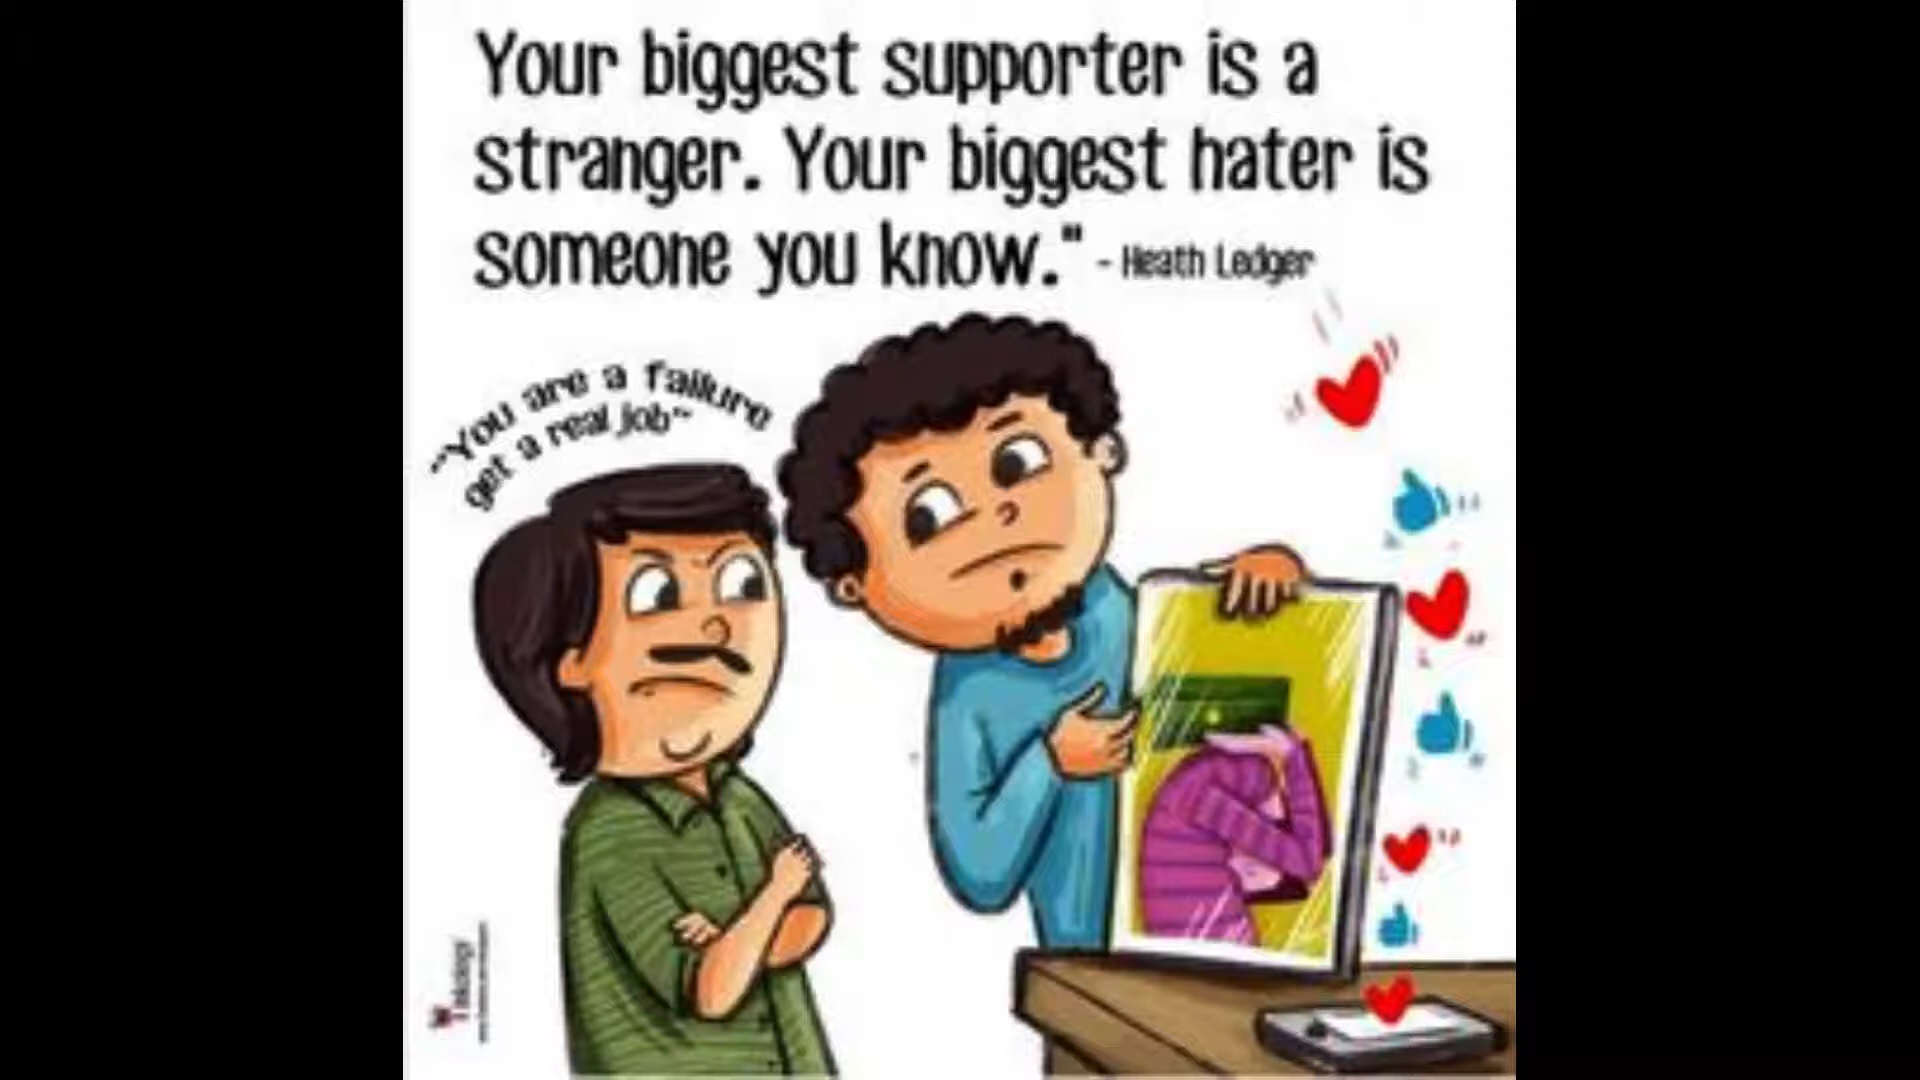 Your biggest supporter is a
stranger. Your biggest hater is
someone you know." - Heath Ledger
"You are a failure
get a real job"